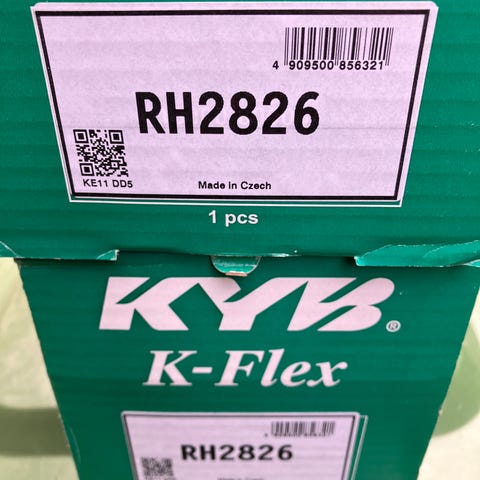 4 909500 856321
RH2826
KE11 DD5
Made in Czech
1 pcs
KYB®
K-Flex
RH2826